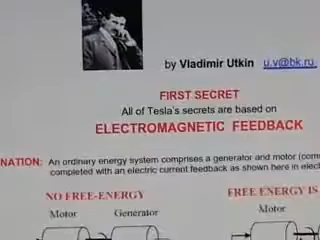 by Vladimir Utkin u.v@bk.ru
FIRST SECRET
All of Tesla's secrets are based on
ELECTROMAGNETIC FEEDBACK
NATION: An ordinary energy system comprises a generator and motor (com
completed with an electric current feedback as shown here in elect
NO FREE-ENERGY
FREE ENERGY IS
Motor Generator
Motor